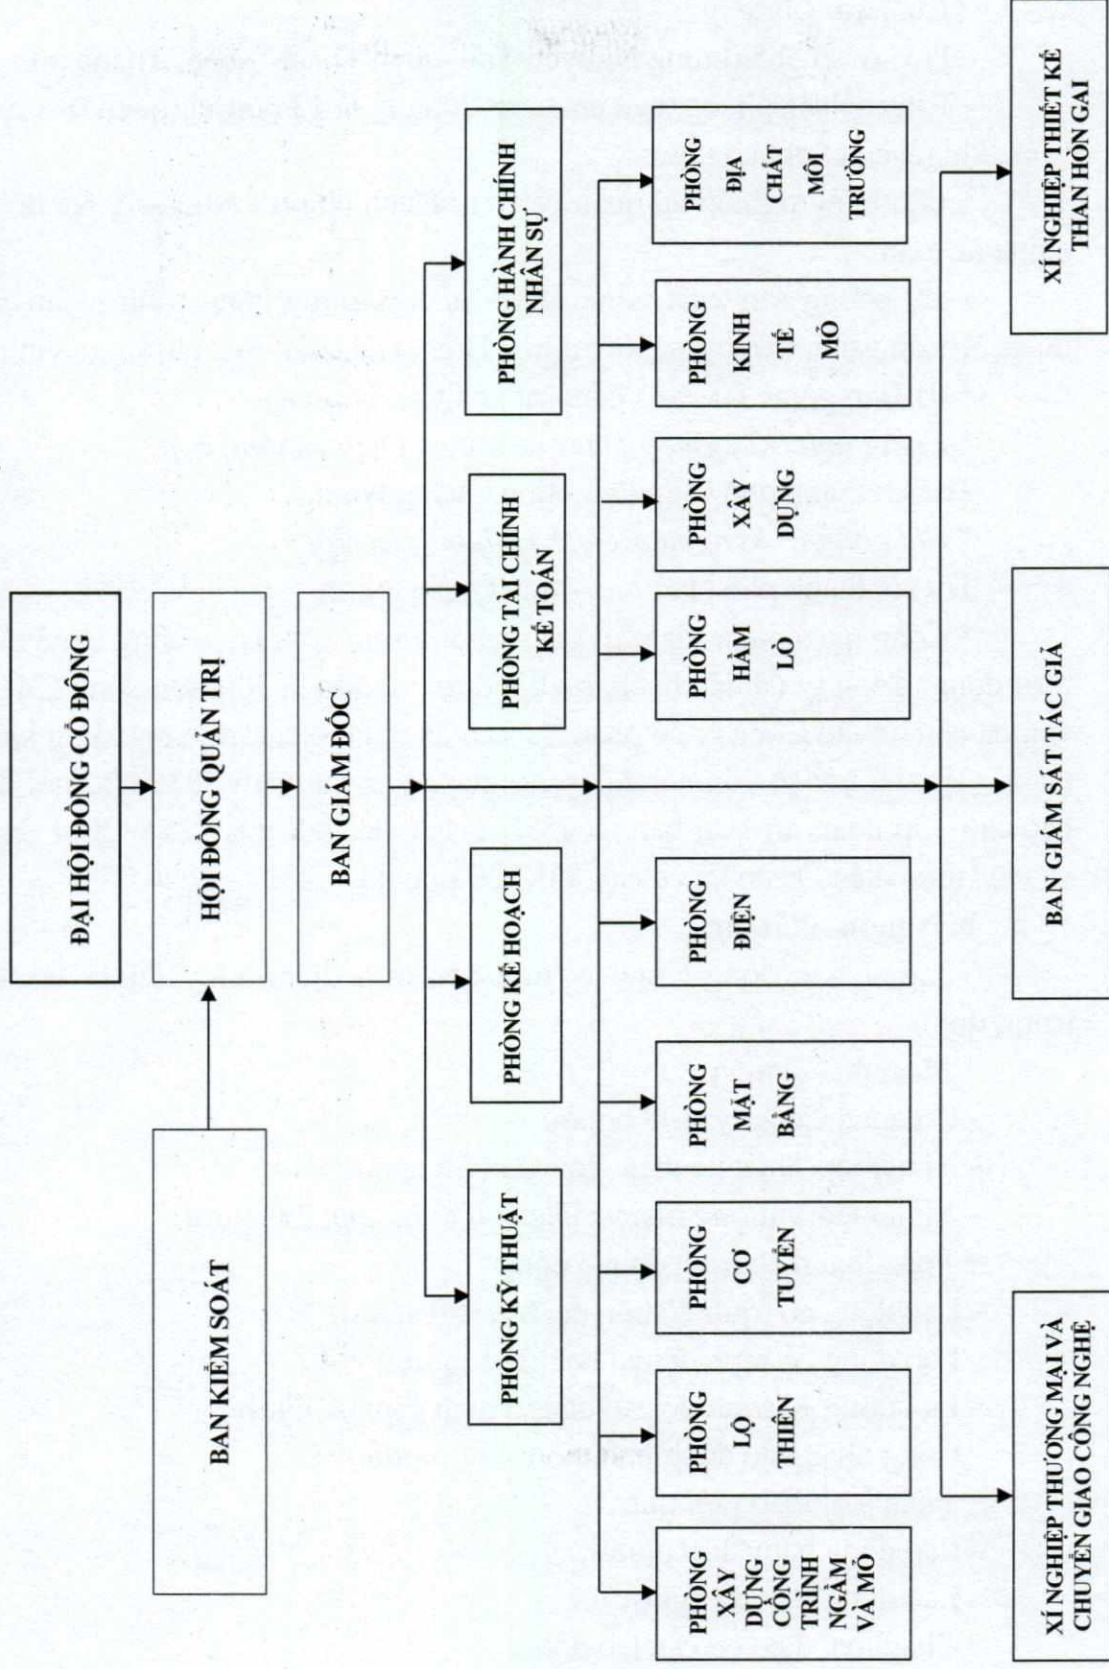 ĐẠI HỘI ĐỒNG CỔ ĐÔNG
BAN KIỂM SOÁT
HỘI ĐỒNG QUẢN TRỊ
BAN GIÁM ĐỐC
PHÒNG KỸ THUẬT
PHÒNG KẾ HOẠCH
PHÒNG TÀI CHÍNH
KẾ TOÁN
PHÒNG HÀNH CHÍNH
NHÂN SỰ
PHÒNG
XÂY
DỰNG
CÔNG
TRÌNH
NGẦM
VÀ MỎ
PHÒNG
LỘ
THIÊN
PHÒNG
CƠ
TUYỂN
PHÒNG
MẶT
BẰNG
PHÒNG
ĐIỆN
PHÒNG
HẦM
LÒ
PHÒNG
XÂY
DỰNG
PHÒNG
KINH
TẾ
MỎ
PHÒNG
ĐỊA
CHẤT
MÔI
TRƯỜNG
XÍ NGHIỆP THƯƠNG MẠI VÀ
CHUYỂN GIAO CÔNG NGHỆ
BAN GIÁM SÁT TÁC GIẢ
XÍ NGHIỆP THIẾT KẾ
THAN HÒN GAI